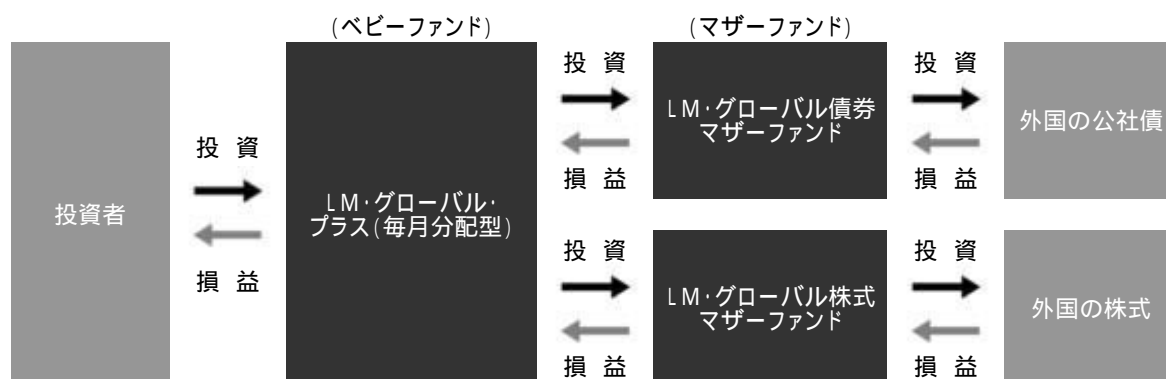 (ベビーファンド)
(マザーファンド)
投資者
投 資
損 益
LM・グローバル・
プラス(毎月分配型)
投 資
損 益
LM・グローバル債券
マザーファンド
投 資
損 益
外国の公社債
投 資
損 益
LM・グローバル株式
マザーファンド
投 資
損 益
外国の株式